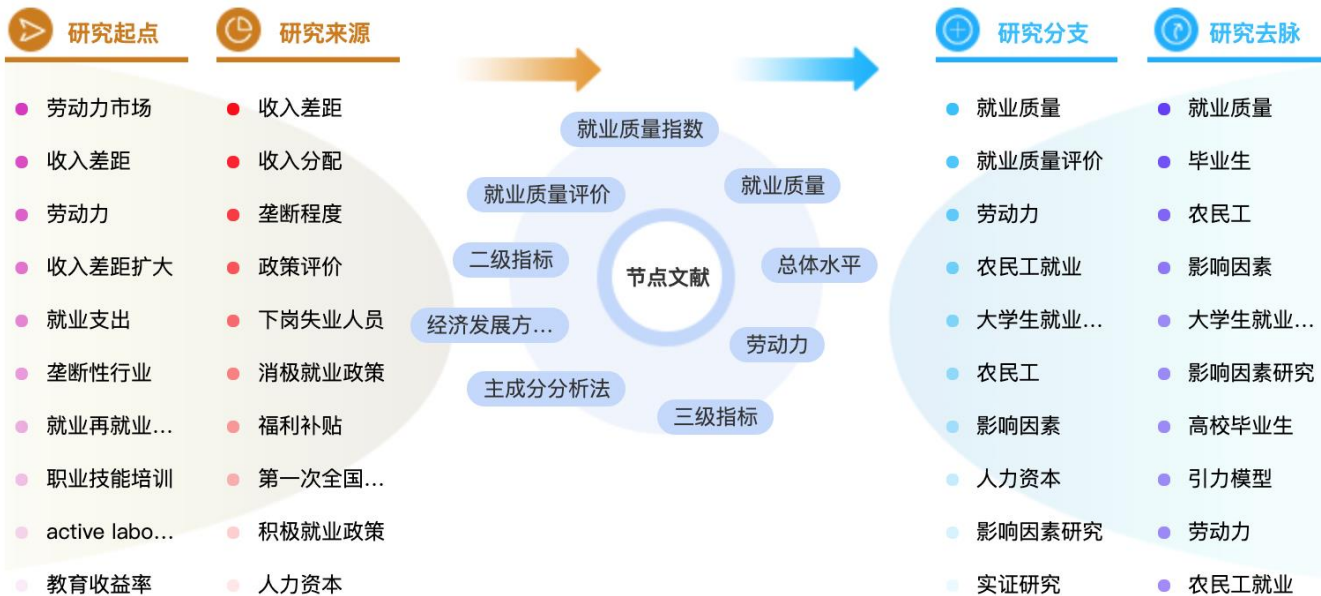 研究起点
劳动力市场
收入差距
劳动力
收入差距扩大
就业支出
垄断性行业
就业再就业…
职业技能培训
active labo…
教育收益率
研究来源
收入差距
收入分配
垄断程度
政策评价
下岗失业人员
消极就业政策
福利补贴
第一次全国…
积极就业政策
人力资本
就业质量指数
就业质量评价
就业质量
二级指标
节点文献
总体水平
经济发展方…
劳动力
主成分分析法
三级指标
研究分支
就业质量
就业质量评价
劳动力
农民工就业
大学生就业…
农民工
影响因素
人力资本
影响因素研究
实证研究
研究去脉
就业质量
毕业生
农民工
影响因素
大学生就业…
影响因素研究
高校毕业生
引力模型
劳动力
农民工就业